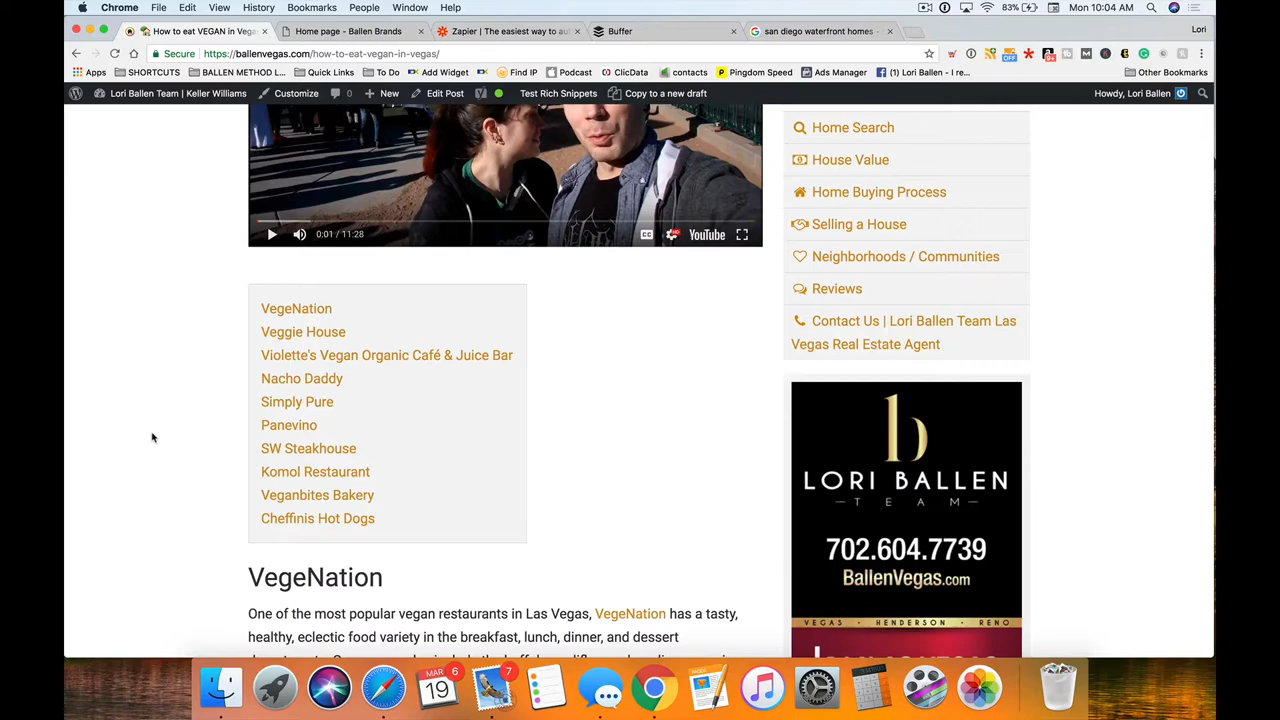 Chrome File Edit View History Bookmarks People Window Help 83% Mon 10:04 AM
How to eat VEGAN in Vega Home page - Ballen Brands Zapier | The easiest way to aut Buffer san diego waterfront homes - Lori
Secure https://ballenvegas.com/how-to-eat-vegan-in-vegas/
Apps SHORTCUTS BALLEN METHOD L... Quick Links To Do Add Widget Find IP Podcast ClicData contacts Pingdom Speed Ads Manager (1) Lori Ballen - I re... Other Bookmarks
Lori Ballen Team | Keller Williams Customize 0 New Edit Post Test Rich Snippets Copy to a new draft Howdy, Lori Ballen
0:01 / 11:28 CC HD YouTube
VegeNation
Veggie House
Violette's Vegan Organic Café & Juice Bar
Nacho Daddy
Simply Pure
Panevino
SW Steakhouse
Komol Restaurant
Veganbites Bakery
Cheffinis Hot Dogs
VegeNation
One of the most popular vegan restaurants in Las Vegas, VegeNation has a tasty,
healthy, eclectic food variety in the breakfast, lunch, dinner, and dessert
Home Search
House Value
Home Buying Process
Selling a House
Neighborhoods / Communities
Reviews
Contact Us | Lori Ballen Team Las
Vegas Real Estate Agent
b
LORI BALLEN
TEAM
702.604.7739
BallenVegas.com
VEGAS · HENDERSON · RENO
MAR 6
19 7